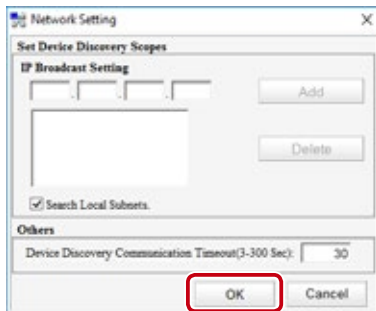 Network Setting
Set Device Discovery Scopes
IP Broadcast Setting
. . .
Add
Delete
Search Local Subnets.
Others
Device Discovery Communication Timeout(3-300 Sec): 30
OK Cancel